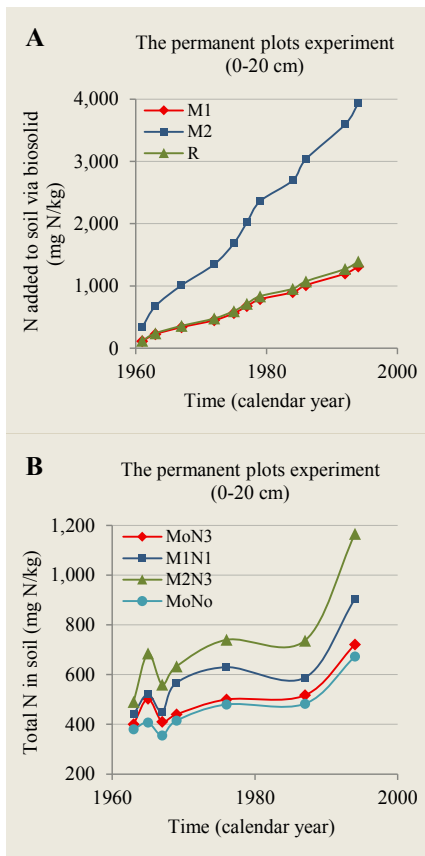 A
The permanent plots experiment
(0-20 cm)
N added to soil via biosolid
(mg N/kg)
4,000
3,000
2,000
1,000
0
M1
M2
R
1960
1980
2000
Time (calendar year)
B
The permanent plots experiment
(0-20 cm)
Total N in soil (mg N/kg)
1,200
1,000
800
600
400
200
MoN3
M1N1
M2N3
MoNo
1960
1980
2000
Time (calendar year)